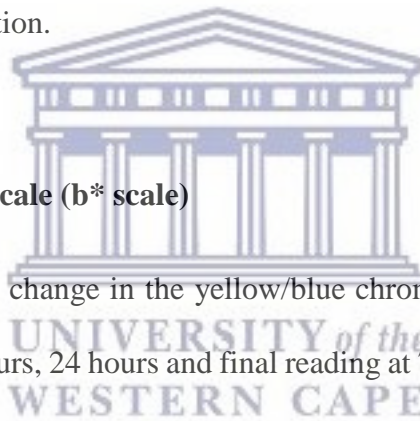 tion.
cale (b* scale)
change in the yellow/blue chron
UNIVERSITY of the
urs, 24 hours and final reading at
WESTERN CAPE